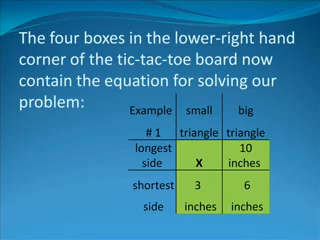 The four boxes in the lower-right hand
corner of the tic-tac-toe board now
contain the equation for solving our
problem:
Example small big
# 1 triangle triangle
longest 10
side X inches
shortest 3 6
side inches inches